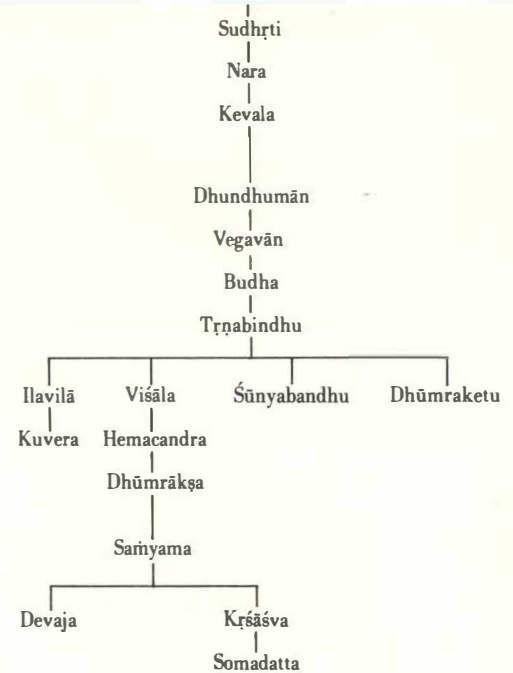 Sudhṛti
Nara
Kevala
Dhundhumān
Vegavān
Budha
Tṛṇabindhu
Ilavilā Viśāla Śūnyabandhu Dhūmraketu
Kuvera Hemacandra
Dhūmrākṣa
Saṁyama
Devaja Kṛśāśva
Somadatta